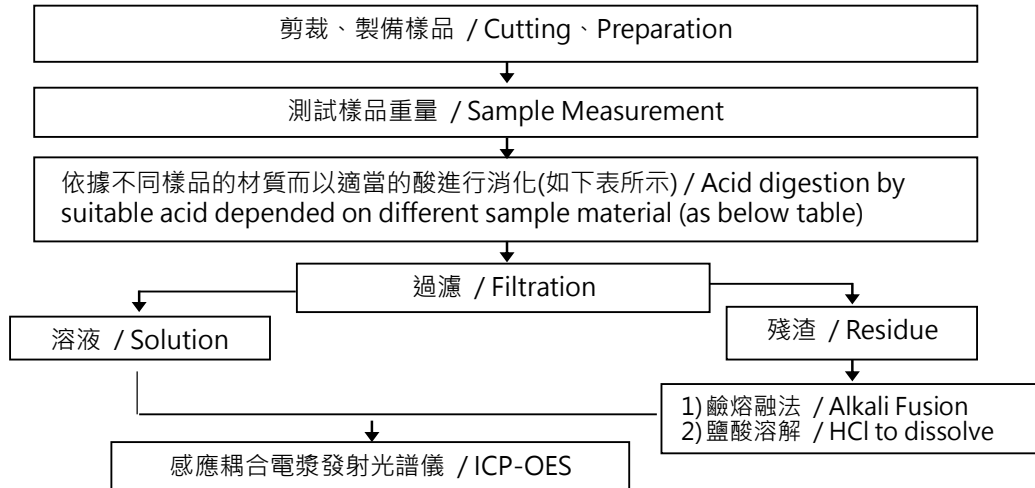 剪裁、製備樣品 / Cutting、Preparation
測試樣品重量 / Sample Measurement
依據不同樣品的材質而以適當的酸進行消化(如下表所示) / Acid digestion by
suitable acid depended on different sample material (as below table)
過濾 / Filtration
溶液 / Solution
殘渣 / Residue
1) 鹼熔融法 / Alkali Fusion
2) 鹽酸溶解 / HCl to dissolve
感應耦合電漿發射光譜儀 / ICP-OES